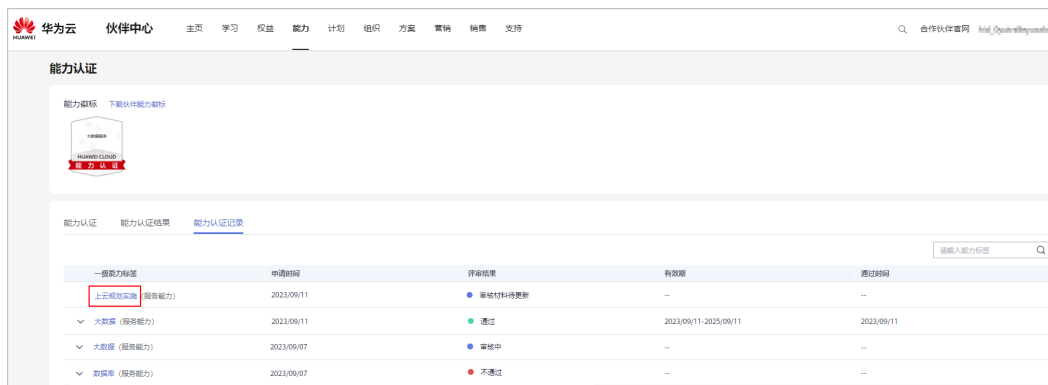 HUAWEI 华为云 伙伴中心 主页 学习 权益 能力 计划 组织 方案 营销 销售 支持 合作伙伴官网
能力认证
能力徽标 下载伙伴能力徽标
大数据服务
HUAWEI CLOUD
能力认证
能力认证 能力认证结果 能力认证记录
请输入能力标签
一级能力标签 申请时间 评审结果 有效期 通过时间
上云规划实施 (服务能力) 2023/09/11 审核材料待更新 -- --
大数据 (服务能力) 2023/09/11 通过 2023/09/11-2025/09/11 2023/09/11
大数据 (服务能力) 2023/09/07 审核中 -- --
数据库 (服务能力) 2023/09/07 不通过 -- --